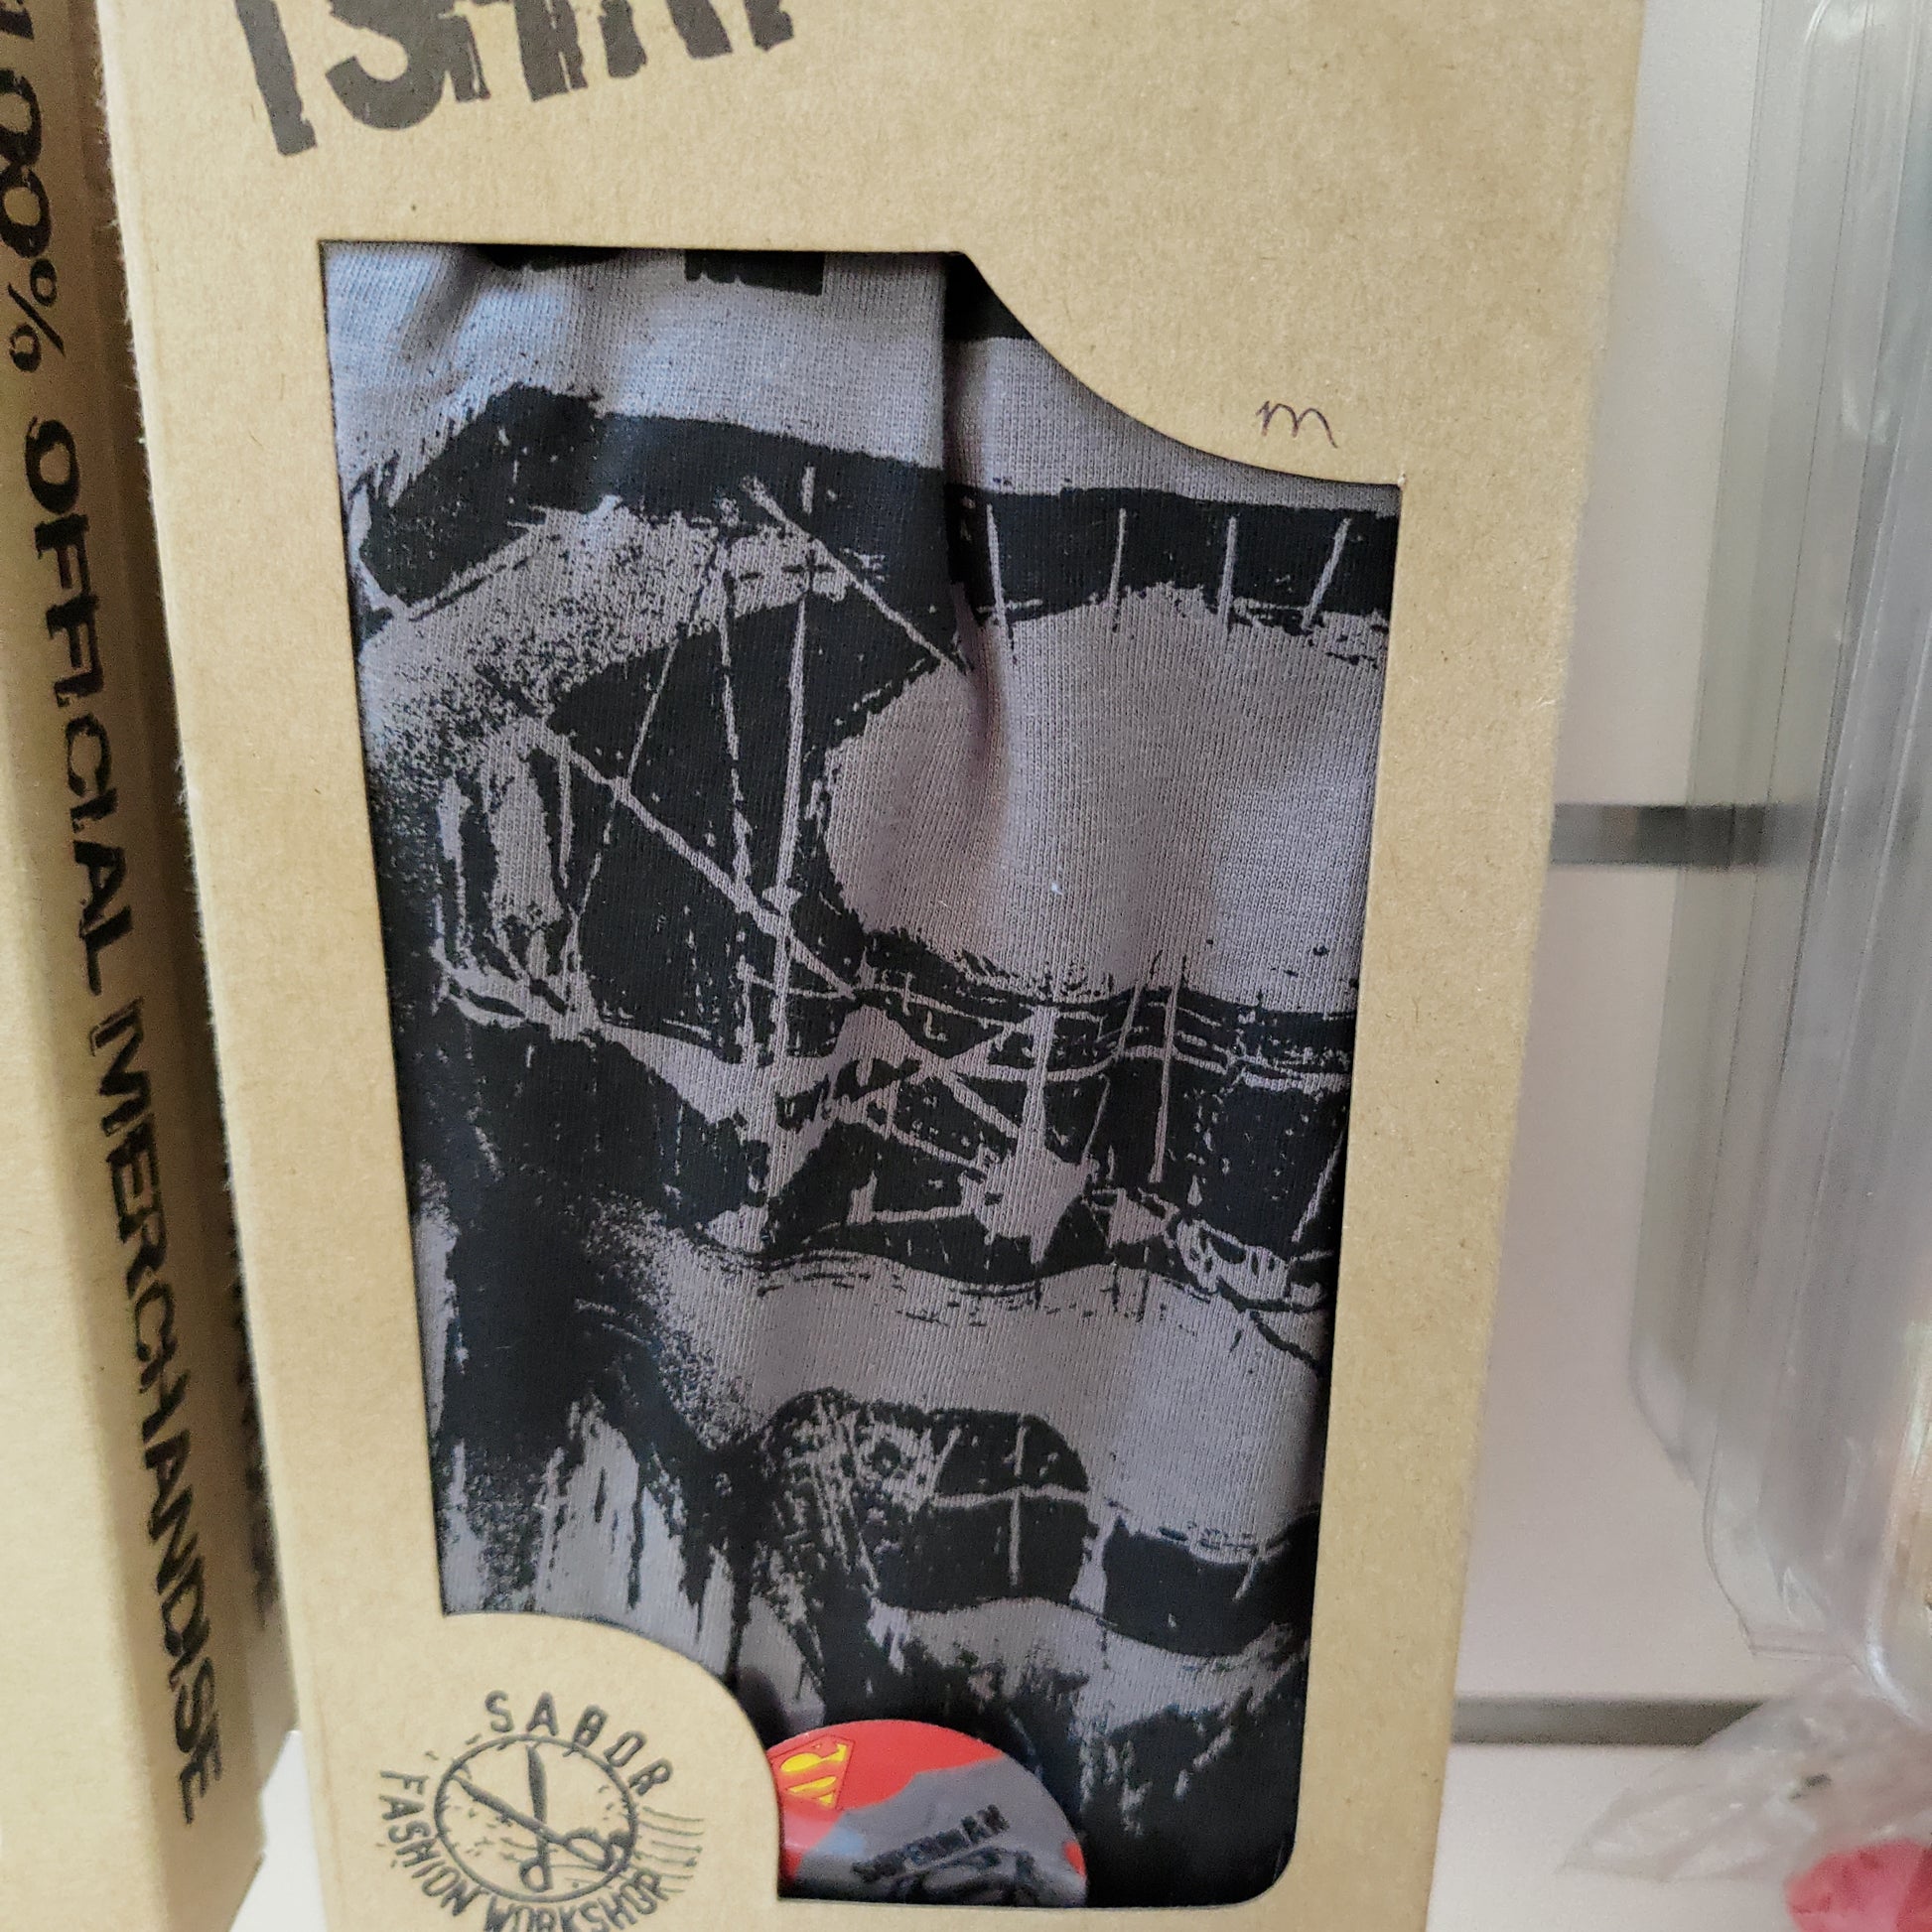 100% OFFICIAL MERCHANDISE
m
SABOR
FASHION WORKSHOP
SUPERMAN